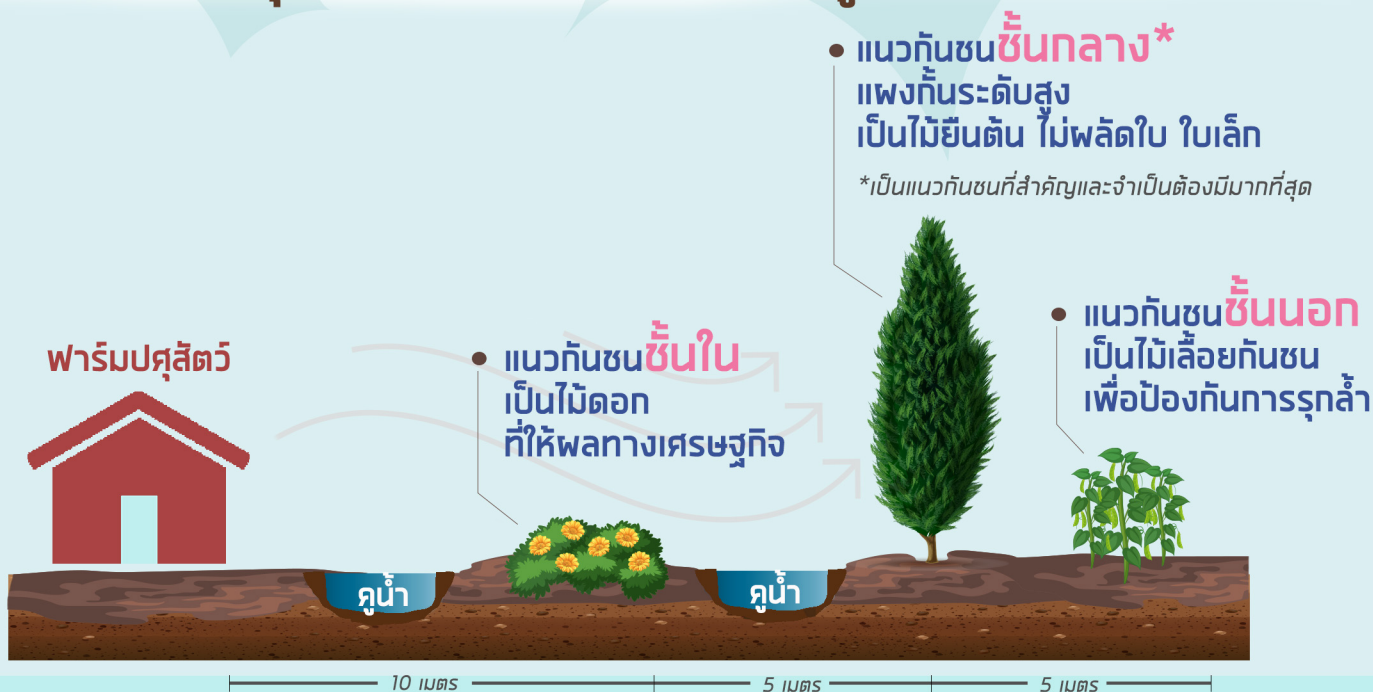 แนวกันชนชั้นกลาง*
แผงกั้นระดับสูง
เป็นไม้ยืนต้น ไม่ผลัดใบ ใบเล็ก
*เป็นแนวกันชนที่สำคัญและจำเป็นต้องมีมากที่สุด
แนวกันชนชั้นนอก
เป็นไม้เลื้อยกันชน
เพื่อป้องกันการรุกล้ำ
ฟาร์มปศุสัตว์
แนวกันชนชั้นใน
เป็นไม้ดอก
ที่ให้ผลทางเศรษฐกิจ
คูน้ำ
คูน้ำ
10 เมตร
5 เมตร
5 เมตร